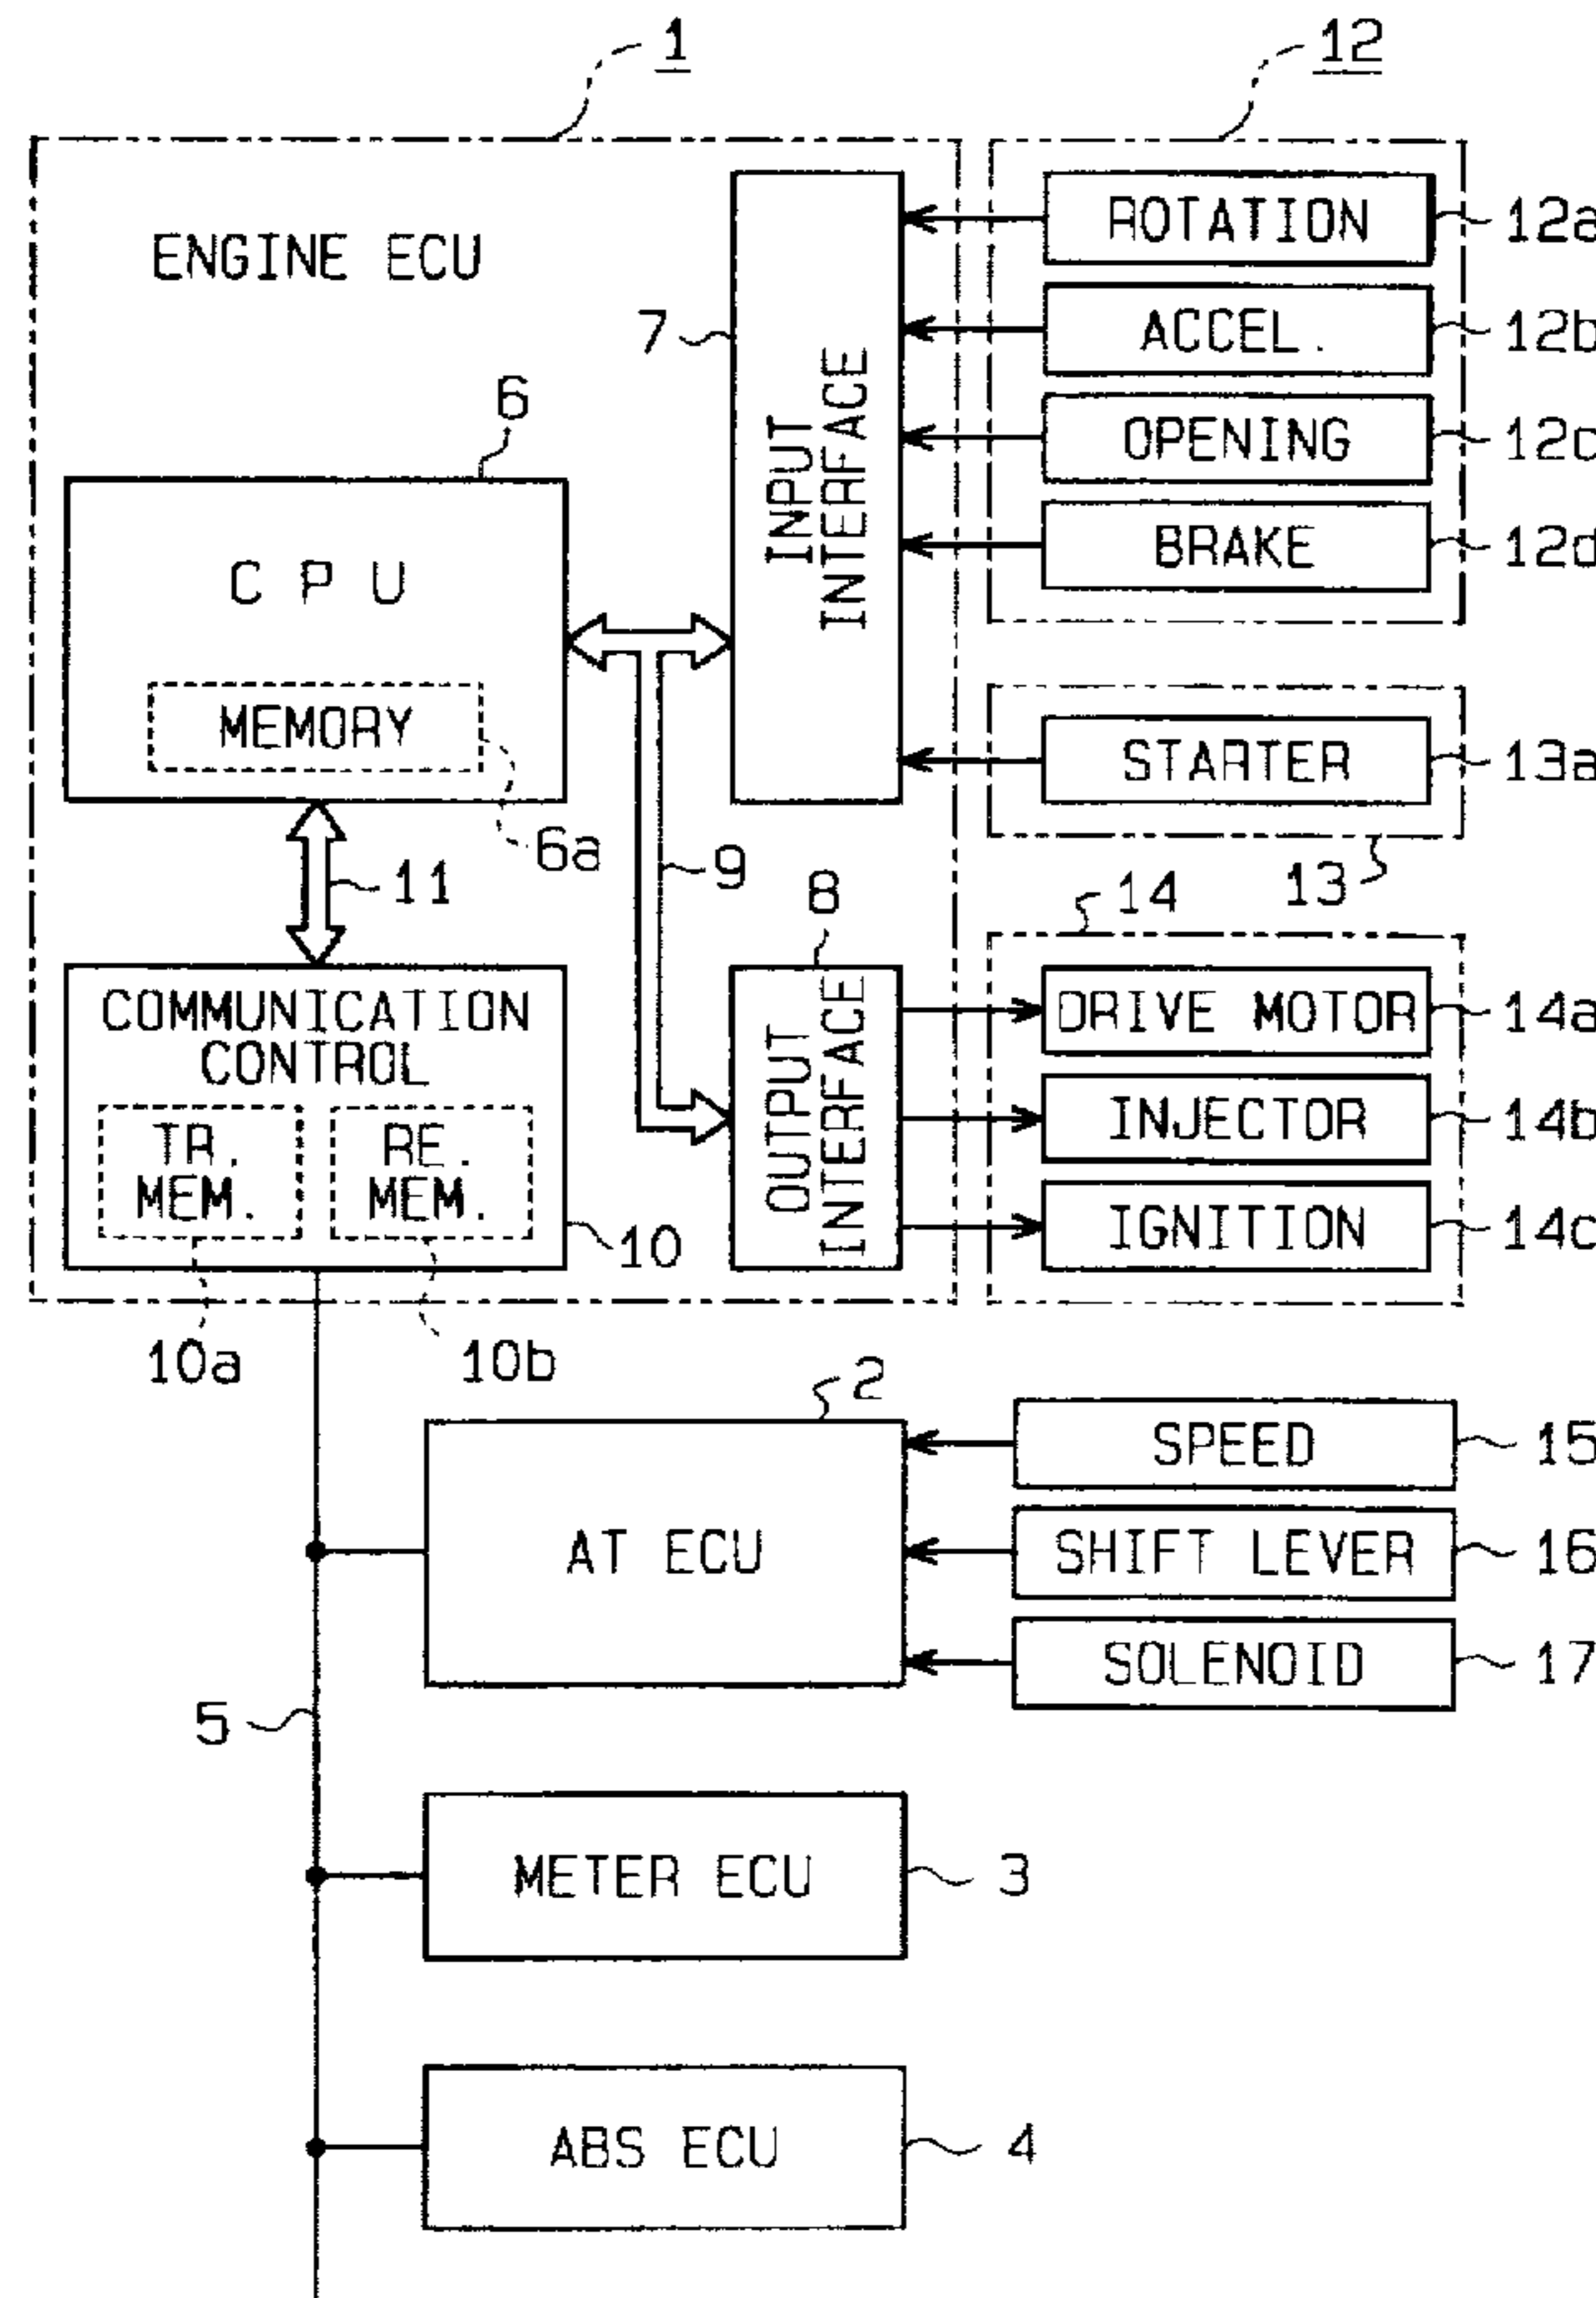 1
12
ENGINE ECU
ROTATION
12a
ACCEL.
12b
7
INPUT
INTERFACE
OPENING
12c
6
BRAKE
12d
CPU
MEMORY
6a
STARTER
13a
13
11
9
8
14
COMMUNICATION
CONTROL
TR.
MEM.
RE.
MEM.
10
10a
10b
OUTPUT
INTERFACE
DRIVE MOTOR
14a
INJECTOR
14b
IGNITION
14c
2
AT ECU
SPEED
15
SHIFT LEVER
16
SOLENOID
17
5
METER ECU
3
ABS ECU
4